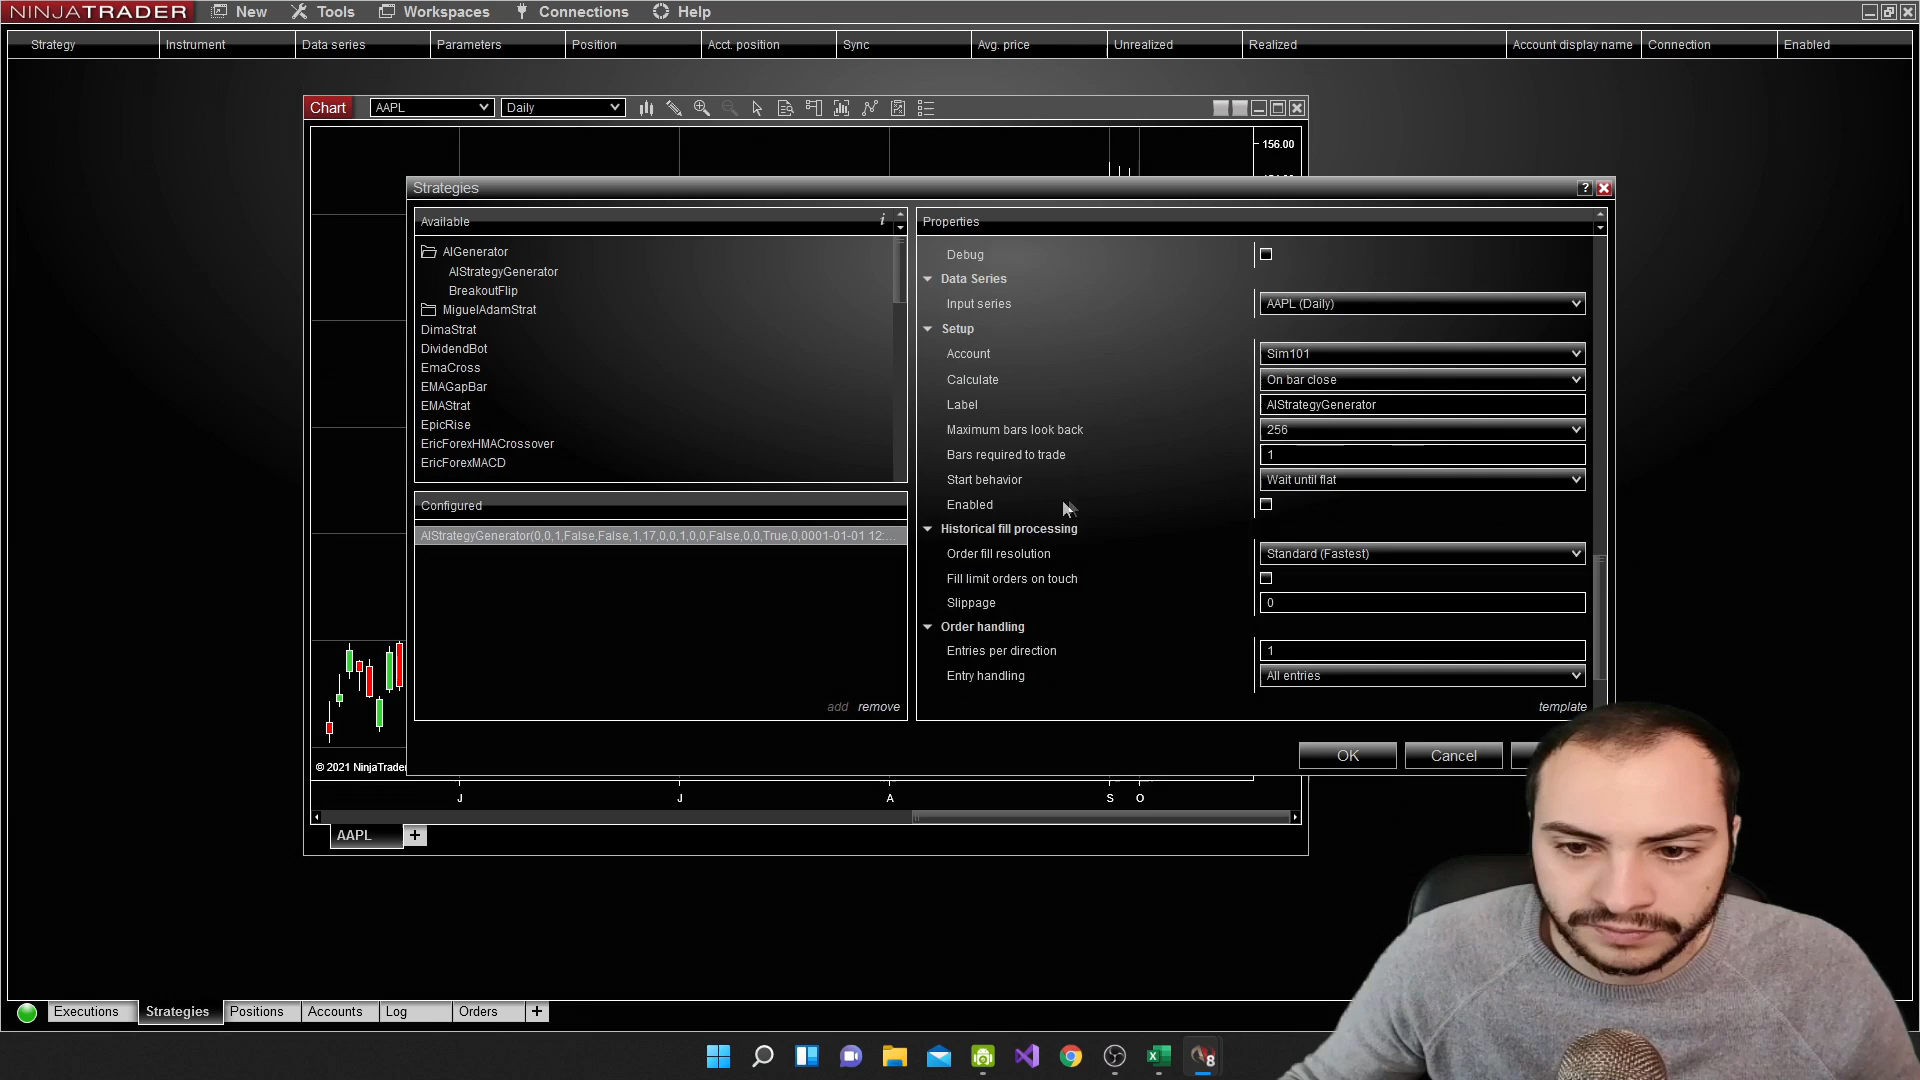 NINJATRADER New Tools Workspaces Connections Help
Strategy Instrument Data series Parameters Position Acct. position Sync Avg. price Unrealized Realized Account display name Connection Enabled
Chart AAPL Daily
156.00
Strategies ?
Available i
AIGenerator
AIStrategyGenerator
BreakoutFlip
MiguelAdamStrat
DimaStrat
DividendBot
EmaCross
EMAGapBar
EMAStrat
EpicRise
EricForexHMACrossover
EricForexMACD
Configured
AIStrategyGenerator(0,0,1,False,False,1,17,0,0,1,0,0,False,0,0,True,0,0001-01-01 12:...
add remove
Properties
Debug
Data Series
Input series AAPL (Daily)
Setup
Account Sim101
Calculate On bar close
Label AIStrategyGenerator
Maximum bars look back 256
Bars required to trade 1
Start behavior Wait until flat
Enabled
Historical fill processing
Order fill resolution Standard (Fastest)
Fill limit orders on touch
Slippage 0
Order handling
Entries per direction 1
Entry handling All entries
template
OK Cancel
© 2021 NinjaTrader
J J A S O
AAPL +
Executions Strategies Positions Accounts Log Orders +
8